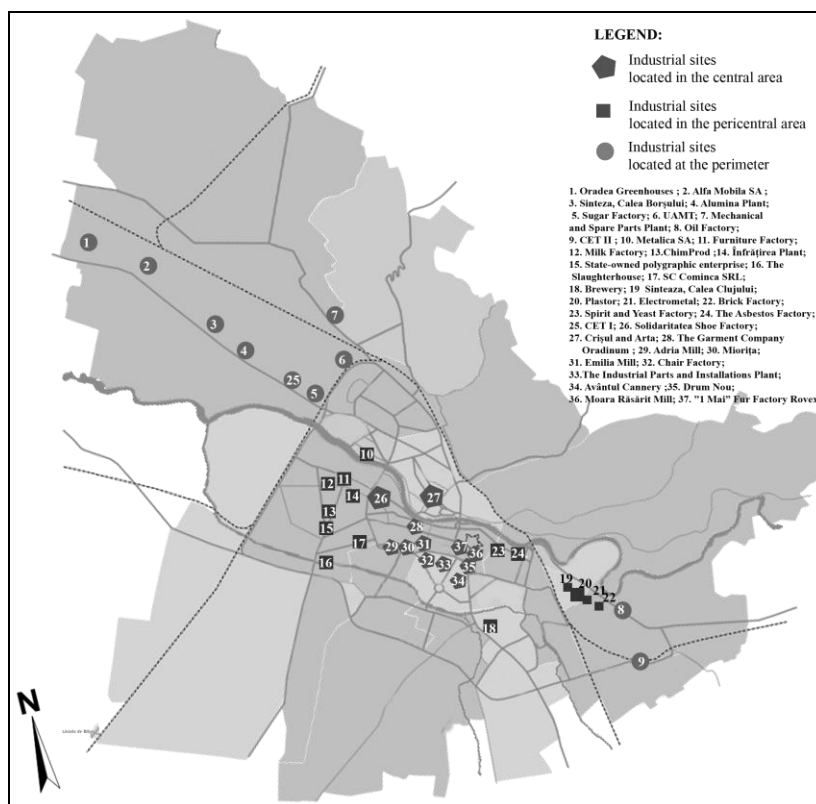 LEGEND:
Industrial sites
located in the central area
Industrial sites
located in the pericentral area
Industrial sites
located at the perimeter
1. Oradea Greenhouses ; 2. Alfa Mobila SA ;
3. Sinteza, Calea Borşului; 4. Alumina Plant;
5. Sugar Factory; 6. UAMT; 7. Mechanical
and Spare Parts Plant; 8. Oil Factory;
9. CET II ; 10. Metalica SA; 11. Furniture Factory;
12. Milk Factory; 13.ChimProd ;14. Înfrăţirea Plant;
15. State-owned polygraphic enterprise; 16. The
Slaughterhouse; 17. SC Cominca SRL;
18. Brewery; 19 Sinteaza, Calea Clujului;
20. Plastor; 21. Electrometal; 22. Brick Factory;
23. Spirit and Yeast Factory; 24. The Asbestos Factory;
25. CET I; 26. Solidaritatea Shoe Factory;
27. Crişul and Arta; 28. The Garment Company
Oradinum ; 29. Adria Mill; 30. Mioriţa;
31. Emilia Mill; 32. Chair Factory;
33.The Industrial Parts and Installations Plant;
34. Avântul Cannery ;35. Drum Nou;
36. Moara Răsărit Mill; 37. "1 Mai" Fur Factory Rovex
1
2
3
7
4
6
25
5
10
12
11
14
26
27
13
15
28
17
29
30
31
37
36
23
24
16
32
33
35
34
19
20
21
22
8
18
9
N